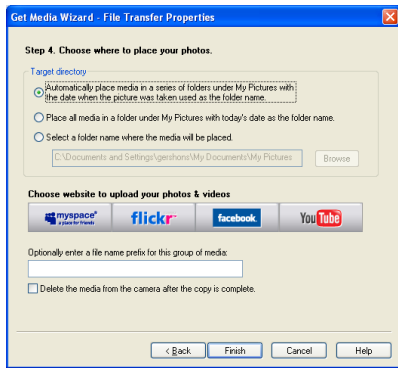 Get Media Wizard - File Transfer Properties
Step 4. Choose where to place your photos.
Target directory
Automatically place media in a series of folders under My Pictures with
the date when the picture was taken used as the folder name.
Place all media in a folder under My Pictures with today's date as the folder name.
Select a folder name where the media will be placed.
C:\Documents and Settings\gershons\My Documents\My Pictures
Browse
Choose website to upload your photos & videos
myspace
a place for friends
flickr
facebook
YouTube
Optionally enter a file name prefix for this group of media:
Delete the media from the camera after the copy is complete.
< Back
Finish
Cancel
Help